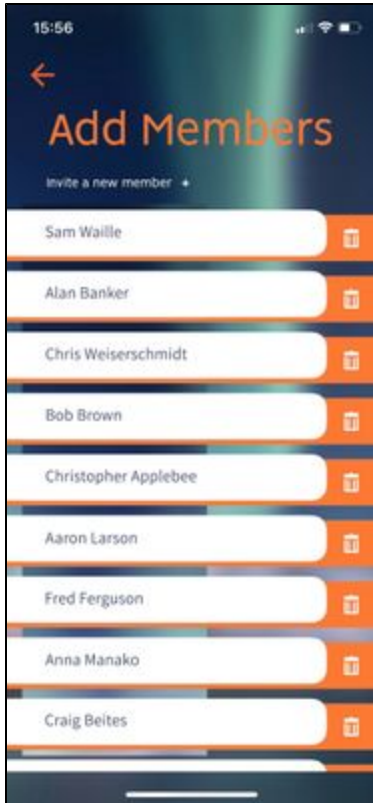 15:56
Add Members
Invite a new member +
Sam Waille
Alan Banker
Chris Weiserschmidt
Bob Brown
Christopher Applebee
Aaron Larson
Fred Ferguson
Anna Manako
Craig Beites